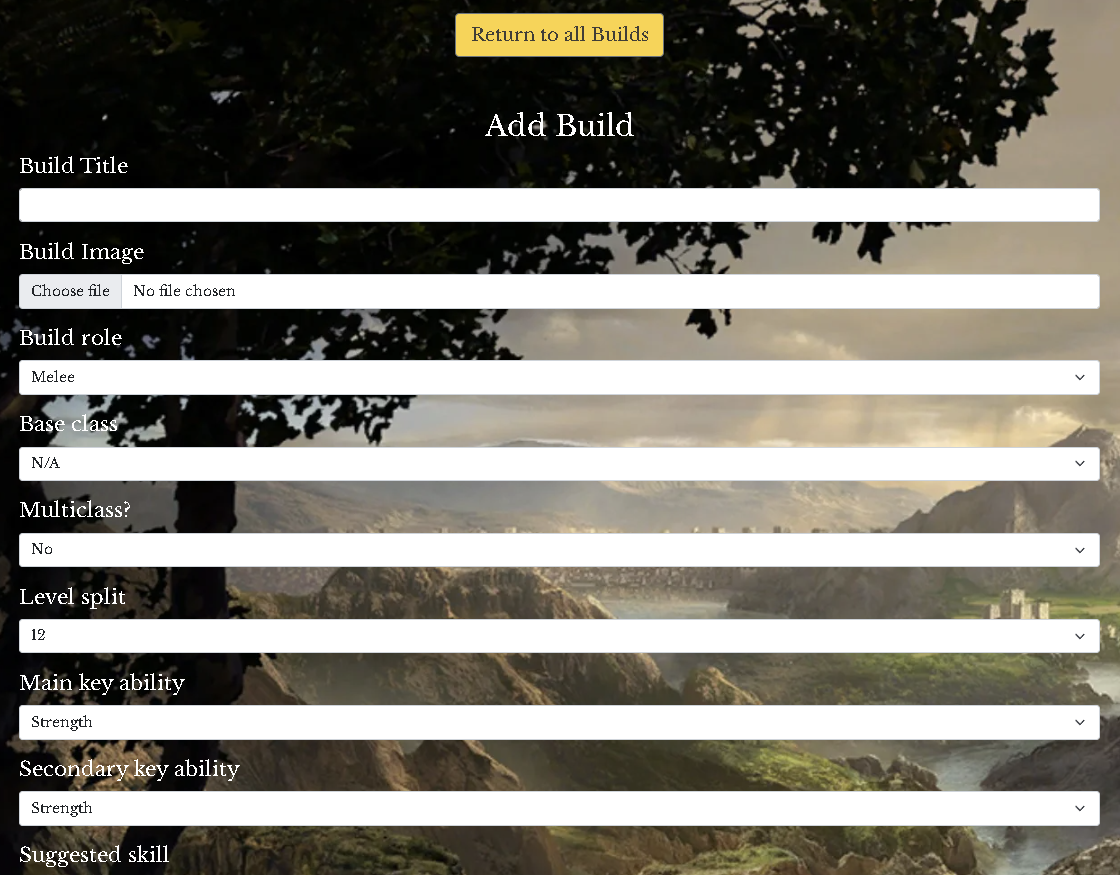 Return to all Builds
Add Build
Build Title
Build Image
Choose file No file chosen
Build role
Melee
Base class
N/A
Multiclass?
No
Level split
12
Main key ability
Strength
Secondary key ability
Strength
Suggested skill